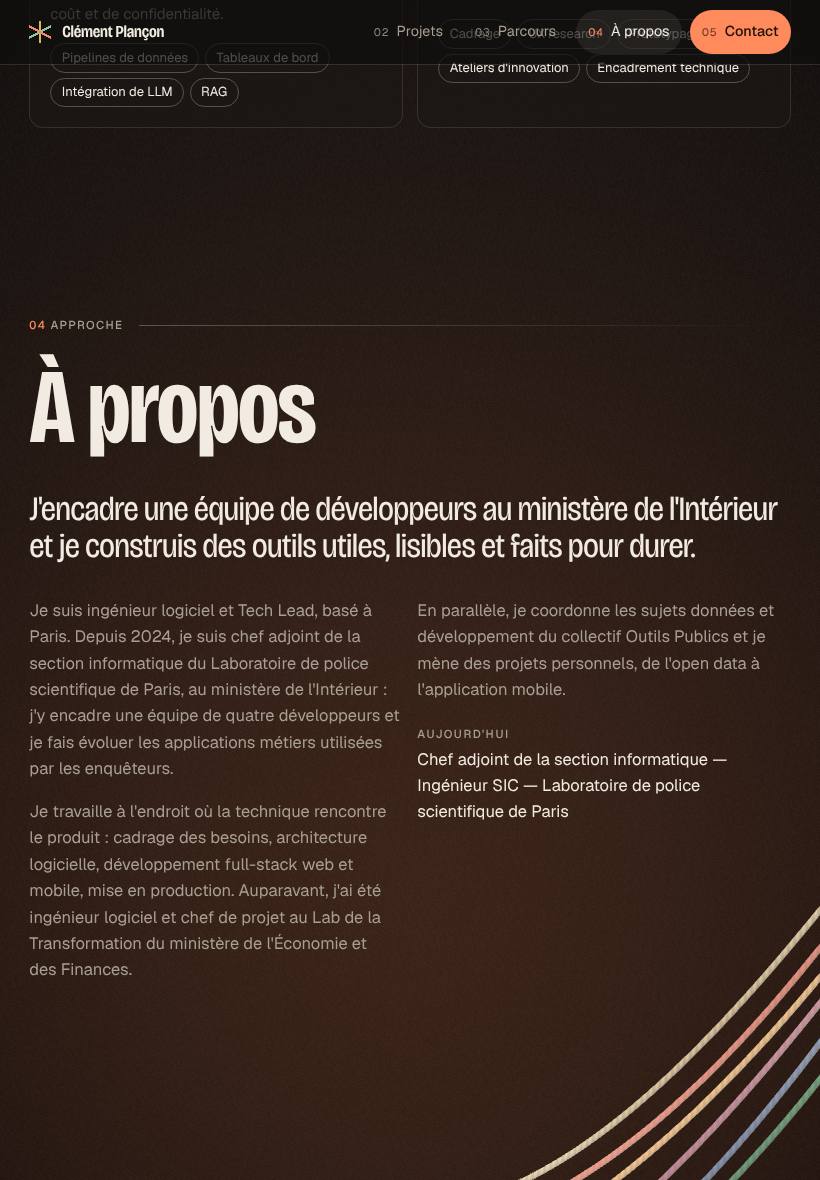 coût et de confidentialité.
Clément Plançon
02 Projets
03 Parcours
04 À propos
05 Contact
Pipelines de données
Tableaux de bord
Cadrage
Intégration de LLM
RAG
Ateliers d'innovation
Encadrement technique
04 APPROCHE
À propos
J'encadre une équipe de développeurs au ministère de l'Intérieur
et je construis des outils utiles, lisibles et faits pour durer.
Je suis ingénieur logiciel et Tech Lead, basé à
Paris. Depuis 2024, je suis chef adjoint de la
section informatique du Laboratoire de police
scientifique de Paris, au ministère de l'Intérieur :
j'y encadre une équipe de quatre développeurs et
je fais évoluer les applications métiers utilisées
par les enquêteurs.
Je travaille à l'endroit où la technique rencontre
le produit : cadrage des besoins, architecture
logicielle, développement full-stack web et
mobile, mise en production. Auparavant, j'ai été
ingénieur logiciel et chef de projet au Lab de la
Transformation du ministère de l'Économie et
des Finances.
En parallèle, je coordonne les sujets données et
développement du collectif Outils Publics et je
mène des projets personnels, de l'open data à
l'application mobile.
AUJOURD'HUI
Chef adjoint de la section informatique —
Ingénieur SIC — Laboratoire de police
scientifique de Paris